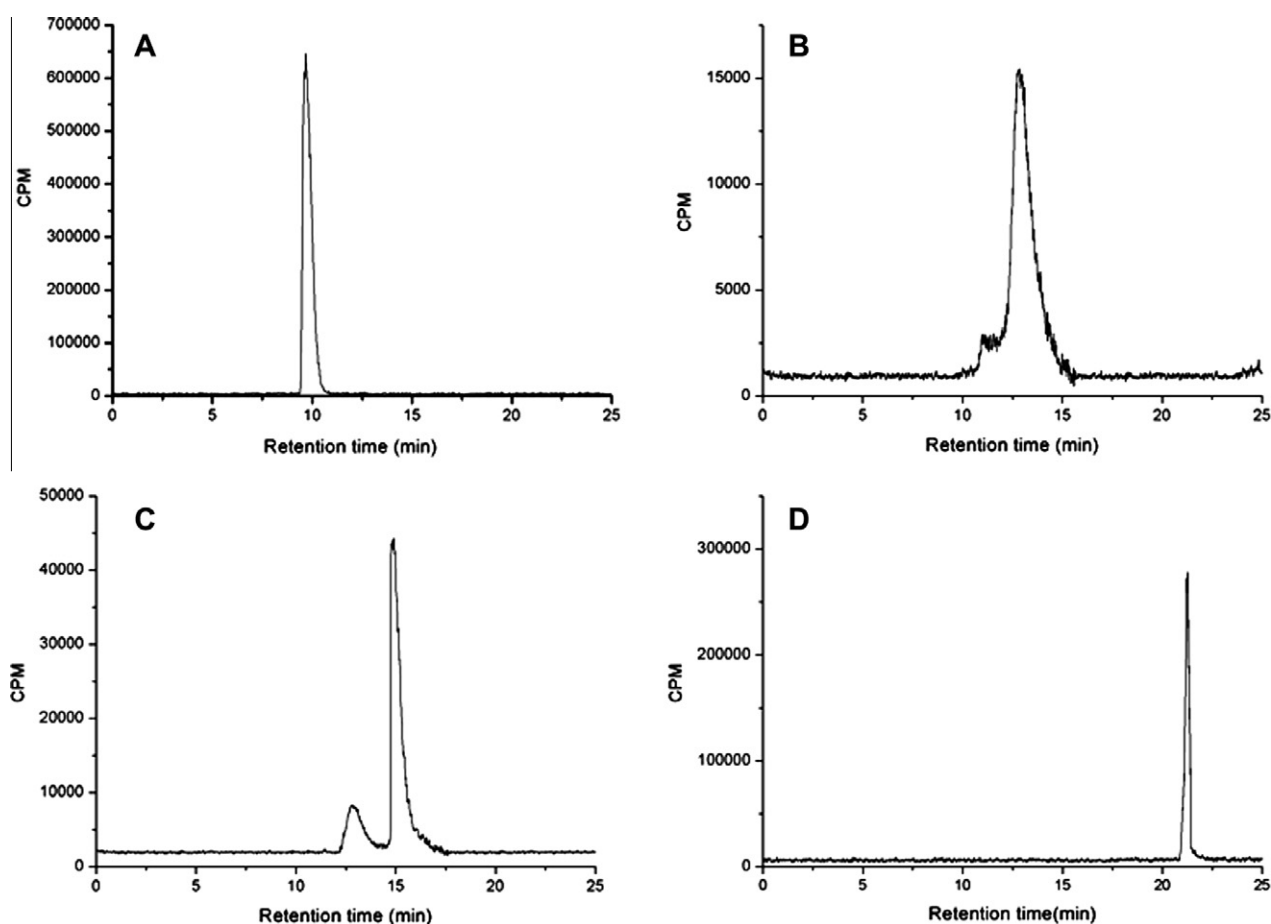 A
700000
600000
500000
400000
300000
200000
100000
0
CPM
0 5 10 15 20 25
Retention time (min)
B
15000
10000
5000
0
CPM
0 5 10 15 20 25
Retention time (min)
C
50000
40000
30000
20000
10000
0
CPM
0 5 10 15 20 25
Retention time (min)
D
300000
200000
100000
0
CPM
0 5 10 15 20 25
Retention time(min)